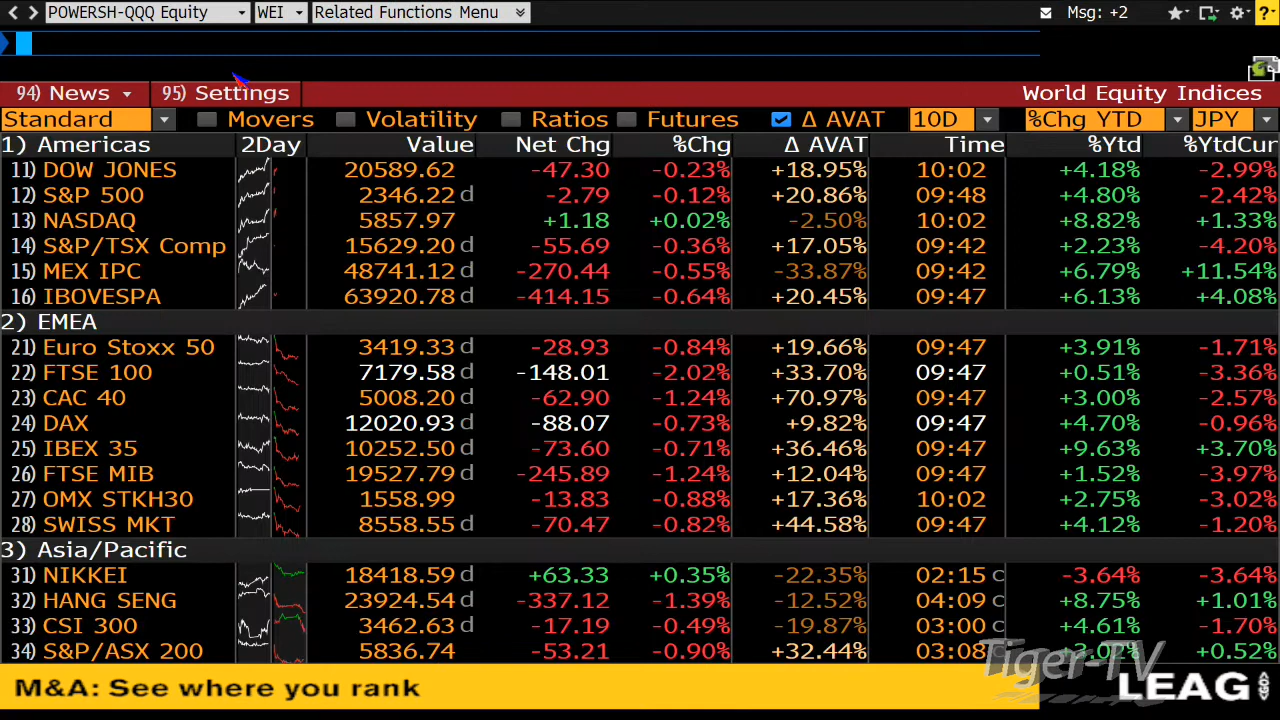 POWERSH-QQQ Equity WEI Related Functions Menu Msg: +2 ?
94) News 95) Settings World Equity Indices
Standard Movers Volatility Ratios Futures Δ AVAT 10D %Chg YTD JPY
1) Americas 2Day Value Net Chg %Chg Δ AVAT Time %Ytd %YtdCur
11) DOW JONES 20589.62 -47.30 -0.23% +18.95% 10:02 +4.18% -2.99%
12) S&P 500 2346.22 d -2.79 -0.12% +20.86% 09:48 +4.80% -2.42%
13) NASDAQ 5857.97 +1.18 +0.02% -2.50% 10:02 +8.82% +1.33%
14) S&P/TSX Comp 15629.20 d -55.69 -0.36% +17.05% 09:42 +2.23% -4.20%
15) MEX IPC 48741.12 d -270.44 -0.55% -33.87% 09:42 +6.79% +11.54%
16) IBOVESPA 63920.78 d -414.15 -0.64% +20.45% 09:47 +6.13% +4.08%
2) EMEA
21) Euro Stoxx 50 3419.33 d -28.93 -0.84% +19.66% 09:47 +3.91% -1.71%
22) FTSE 100 7179.58 d -148.01 -2.02% +33.70% 09:47 +0.51% -3.36%
23) CAC 40 5008.20 d -62.90 -1.24% +70.97% 09:47 +3.00% -2.57%
24) DAX 12020.93 d -88.07 -0.73% +9.82% 09:47 +4.70% -0.96%
25) IBEX 35 10252.50 d -73.60 -0.71% +36.46% 09:47 +9.63% +3.70%
26) FTSE MIB 19527.79 d -245.89 -1.24% +12.04% 09:47 +1.52% -3.97%
27) OMX STKH30 1558.99 -13.83 -0.88% +17.36% 10:02 +2.75% -3.02%
28) SWISS MKT 8558.55 d -70.47 -0.82% +44.58% 09:47 +4.12% -1.20%
3) Asia/Pacific
31) NIKKEI 18418.59 d +63.33 +0.35% -22.35% 02:15 c -3.64% -3.64%
32) HANG SENG 23924.54 d -337.12 -1.39% -12.52% 04:09 c +8.75% +1.01%
33) CSI 300 3462.63 d -17.19 -0.49% -19.87% 03:00 c +4.61% -1.70%
34) S&P/ASX 200 5836.74 -53.21 -0.90% +32.44% 03:08 c +0.52%
Tiger-TV
M&A: See where you rank LEAG <GO>